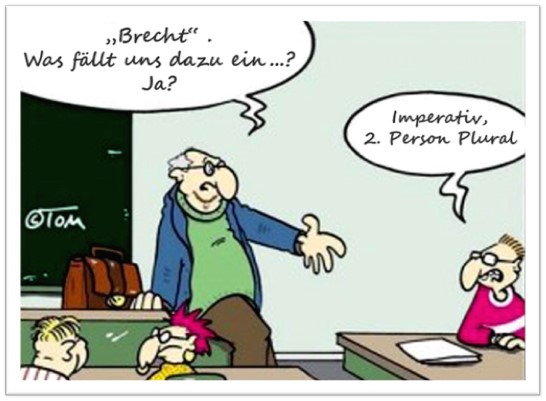 „Brecht“ .
Was fällt uns dazu ein...?
Ja?
Imperativ,
2. Person Plural
©TOM